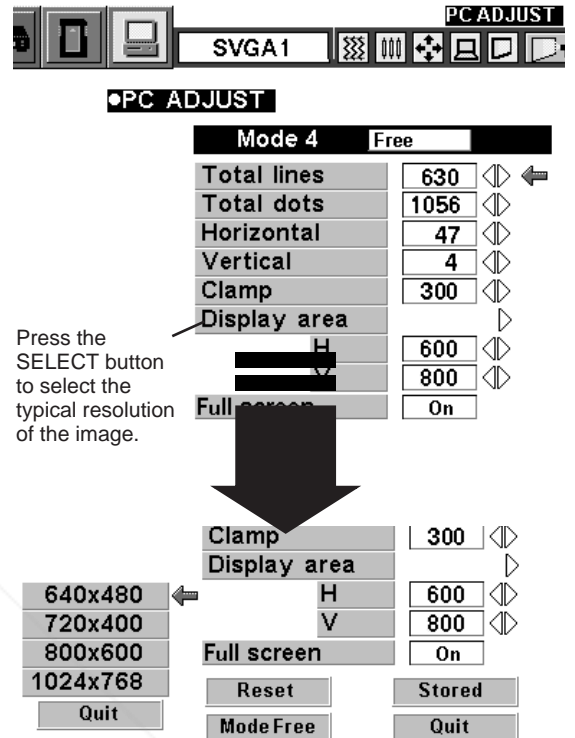 PC ADJUST
SVGA1
●PC ADJUST
Mode 4 Free
Total lines 630
Total dots 1056
Horizontal 47
Vertical 4
Clamp 300
Display area
H 600
V 800
Full screen On
Press the
SELECT button
to select the
typical resolution
of the image.
Clamp 300
Display area
H 600
V 800
Full screen On
640x480
720x400
800x600
1024x768
Quit
Reset Stored
Mode Free Quit